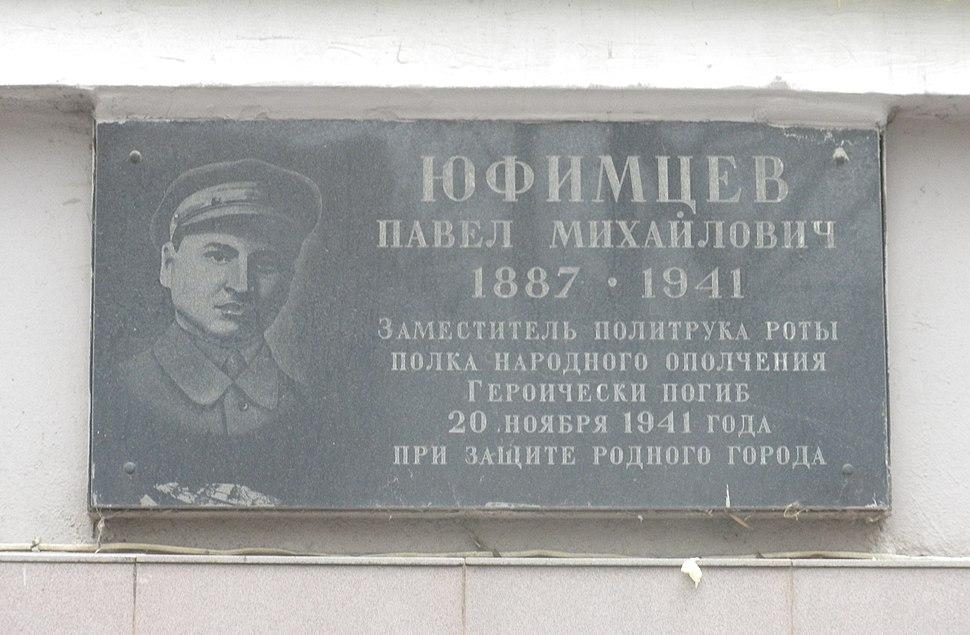 ЮФИМЦЕВ
ПАВЕЛ МИХАЙЛОВИЧ
1887 · 1941
ЗАМЕСТИТЕЛЬ ПОЛИТРУКА РОТЫ
ПОЛКА НАРОДНОГО ОПОЛЧЕНИЯ
ГЕРОИЧЕСКИ ПОГИБ
20 НОЯБРЯ 1941 ГОДА
ПРИ ЗАЩИТЕ РОДНОГО ГОРОДА